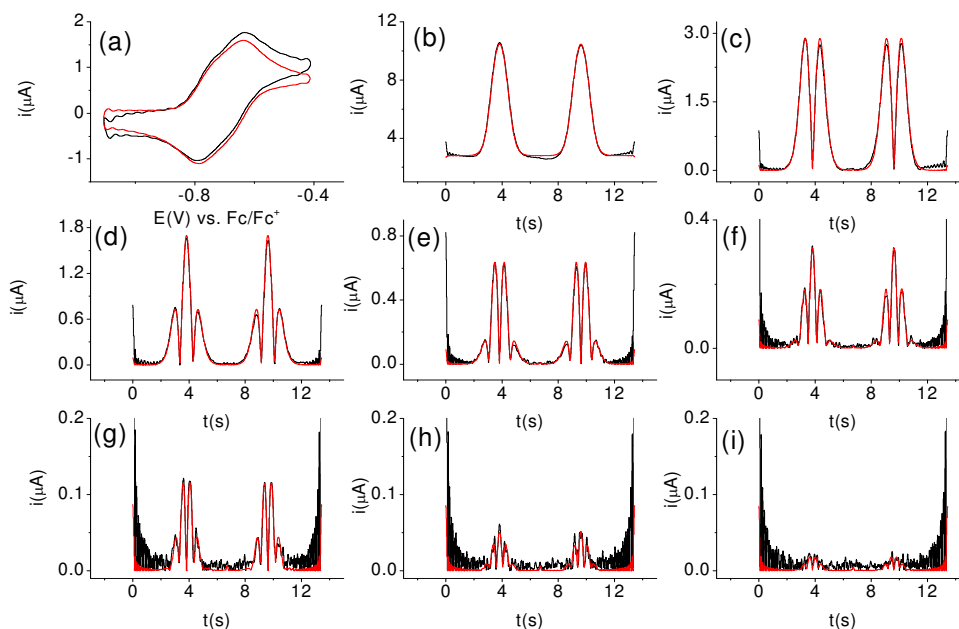 (a)
i(μA)
2
1
0
-1
-0.8
-0.4
E(V) vs. Fc/Fc⁺
(b)
i(μA)
12
8
4
0
4
8
12
t(s)
(c)
i(μA)
3.0
1.5
0.0
0
4
8
12
t(s)
(d)
i(μA)
1.8
1.2
0.6
0.0
0
4
8
12
t(s)
(e)
i(μA)
0.8
0.4
0.0
0
4
8
12
t(s)
(f)
i(μA)
0.4
0.2
0.0
0
4
8
12
t(s)
(g)
i(μA)
0.2
0.1
0.0
0
4
8
12
t(s)
(h)
i(μA)
0.2
0.1
0.0
0
4
8
12
t(s)
(i)
i(μA)
0.2
0.1
0.0
0
4
8
12
t(s)